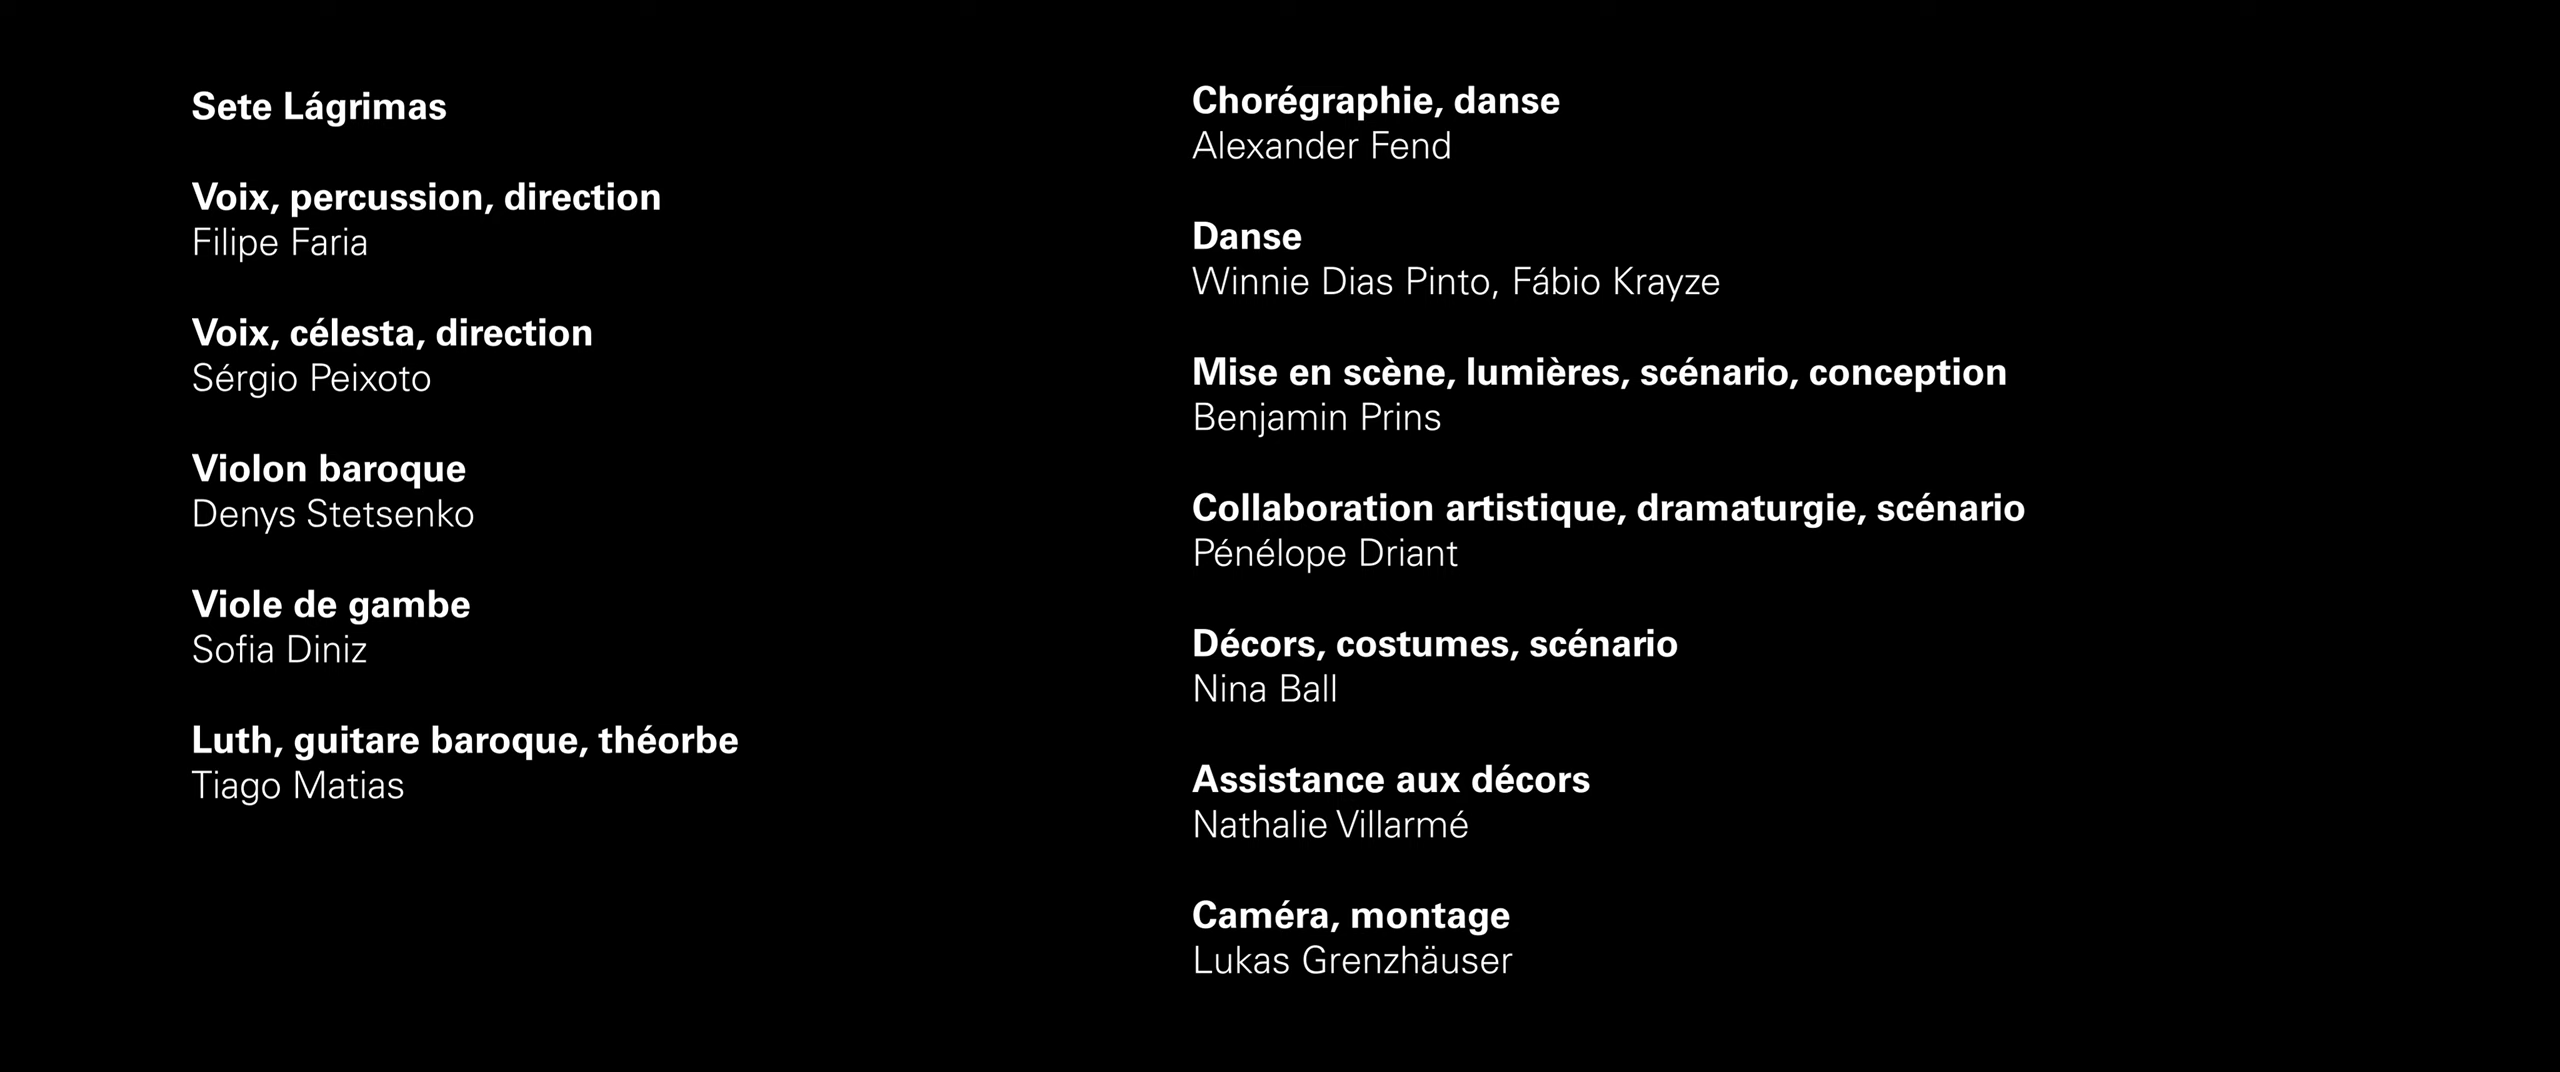 Sete Lágrimas
Voix, percussion, direction
Filipe Faria
Voix, célesta, direction
Sérgio Peixoto
Violon baroque
Denys Stetsenko
Viole de gambe
Sofia Diniz
Luth, guitare baroque, théorbe
Tiago Matias
Chorégraphie, danse
Alexander Fend
Danse
Winnie Dias Pinto, Fábio Krayze
Mise en scène, lumières, scénario, conception
Benjamin Prins
Collaboration artistique, dramaturgie, scénario
Pénélope Driant
Décors, costumes, scénario
Nina Ball
Assistance aux décors
Nathalie Villarmé
Caméra, montage
Lukas Grenzhäuser